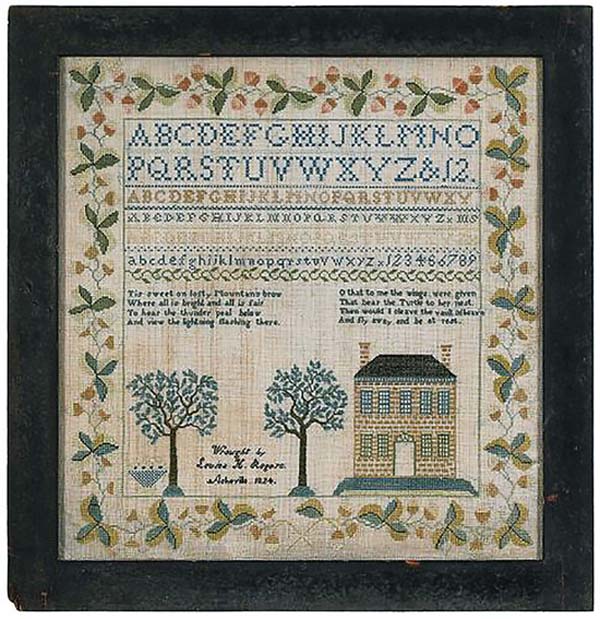 ABCDEFGHIJKLMNO
PQRSTUVWXYZ&12.
ABCDEFGHIJKLMNOPQRSTUVWXY
ABCDEFGHIJKLMNOPQRSTUVWXYZ
abcdefghijklmnopqrstuvwxyz 123456789
Tis sweet on lofty Mountains brow
Where all is bright and all is fair
To hear the thunder peal below
And view the lightning flashing there.
O that to me the wings were given
That bear the Turtle to her nest.
Then would I cleave the vault of heaven
And fly away and be at rest.
Wrought by
Louisa H. Rogers.
Asheville 1824.